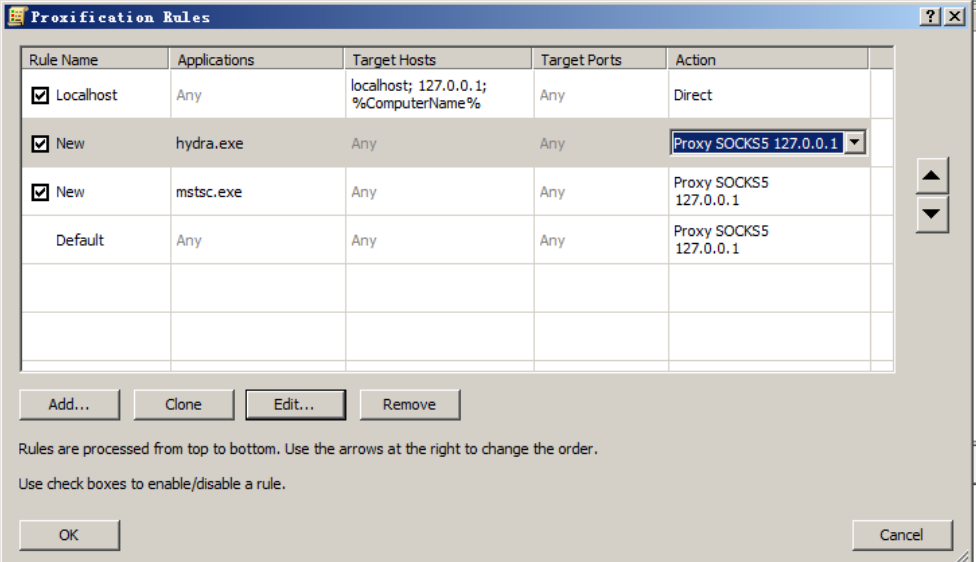 Proxification Rules
Rule Name Applications Target Hosts Target Ports Action
Localhost Any localhost; 127.0.0.1; %ComputerName% Any Direct
New hydra.exe Any Any Proxy SOCKS5 127.0.0.1
New mstsc.exe Any Any Proxy SOCKS5 127.0.0.1
Default Any Any Any Proxy SOCKS5 127.0.0.1
Add... Clone Edit... Remove
Rules are processed from top to bottom. Use the arrows at the right to change the order.
Use check boxes to enable/disable a rule.
OK Cancel